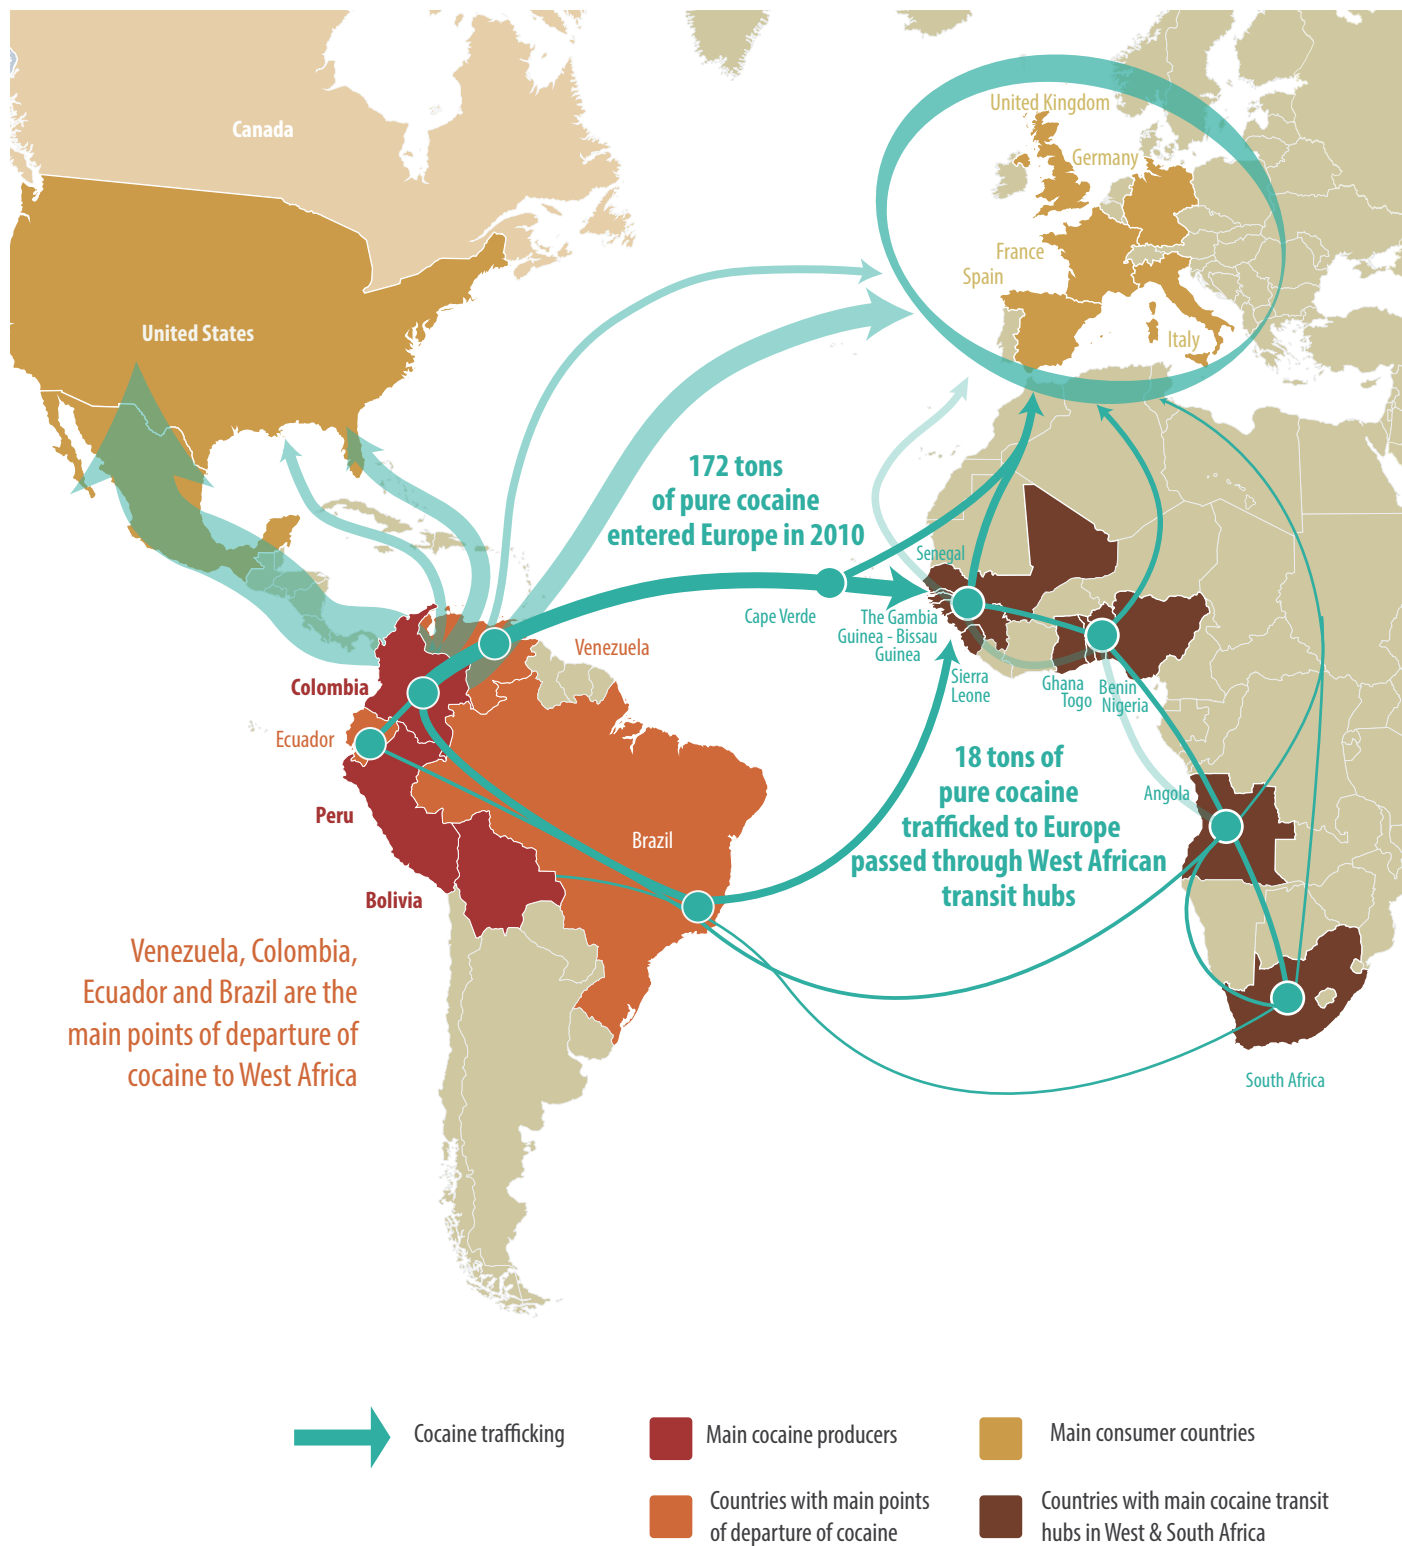 Canada
United States
United Kingdom
Germany
France
Spain
Italy
172 tons
of pure cocaine
entered Europe in 2010
Senegal
Cape Verde
The Gambia
Guinea - Bissau
Guinea
Sierra
Leone
Ghana
Togo
Benin
Nigeria
Venezuela
Colombia
Ecuador
Peru
Brazil
Bolivia
18 tons of
pure cocaine
trafficked to Europe
passed through West African
transit hubs
Angola
South Africa
Venezuela, Colombia,
Ecuador and Brazil are the
main points of departure of
cocaine to West Africa
Cocaine trafficking
Main cocaine producers
Main consumer countries
Countries with main points
of departure of cocaine
Countries with main cocaine transit
hubs in West & South Africa